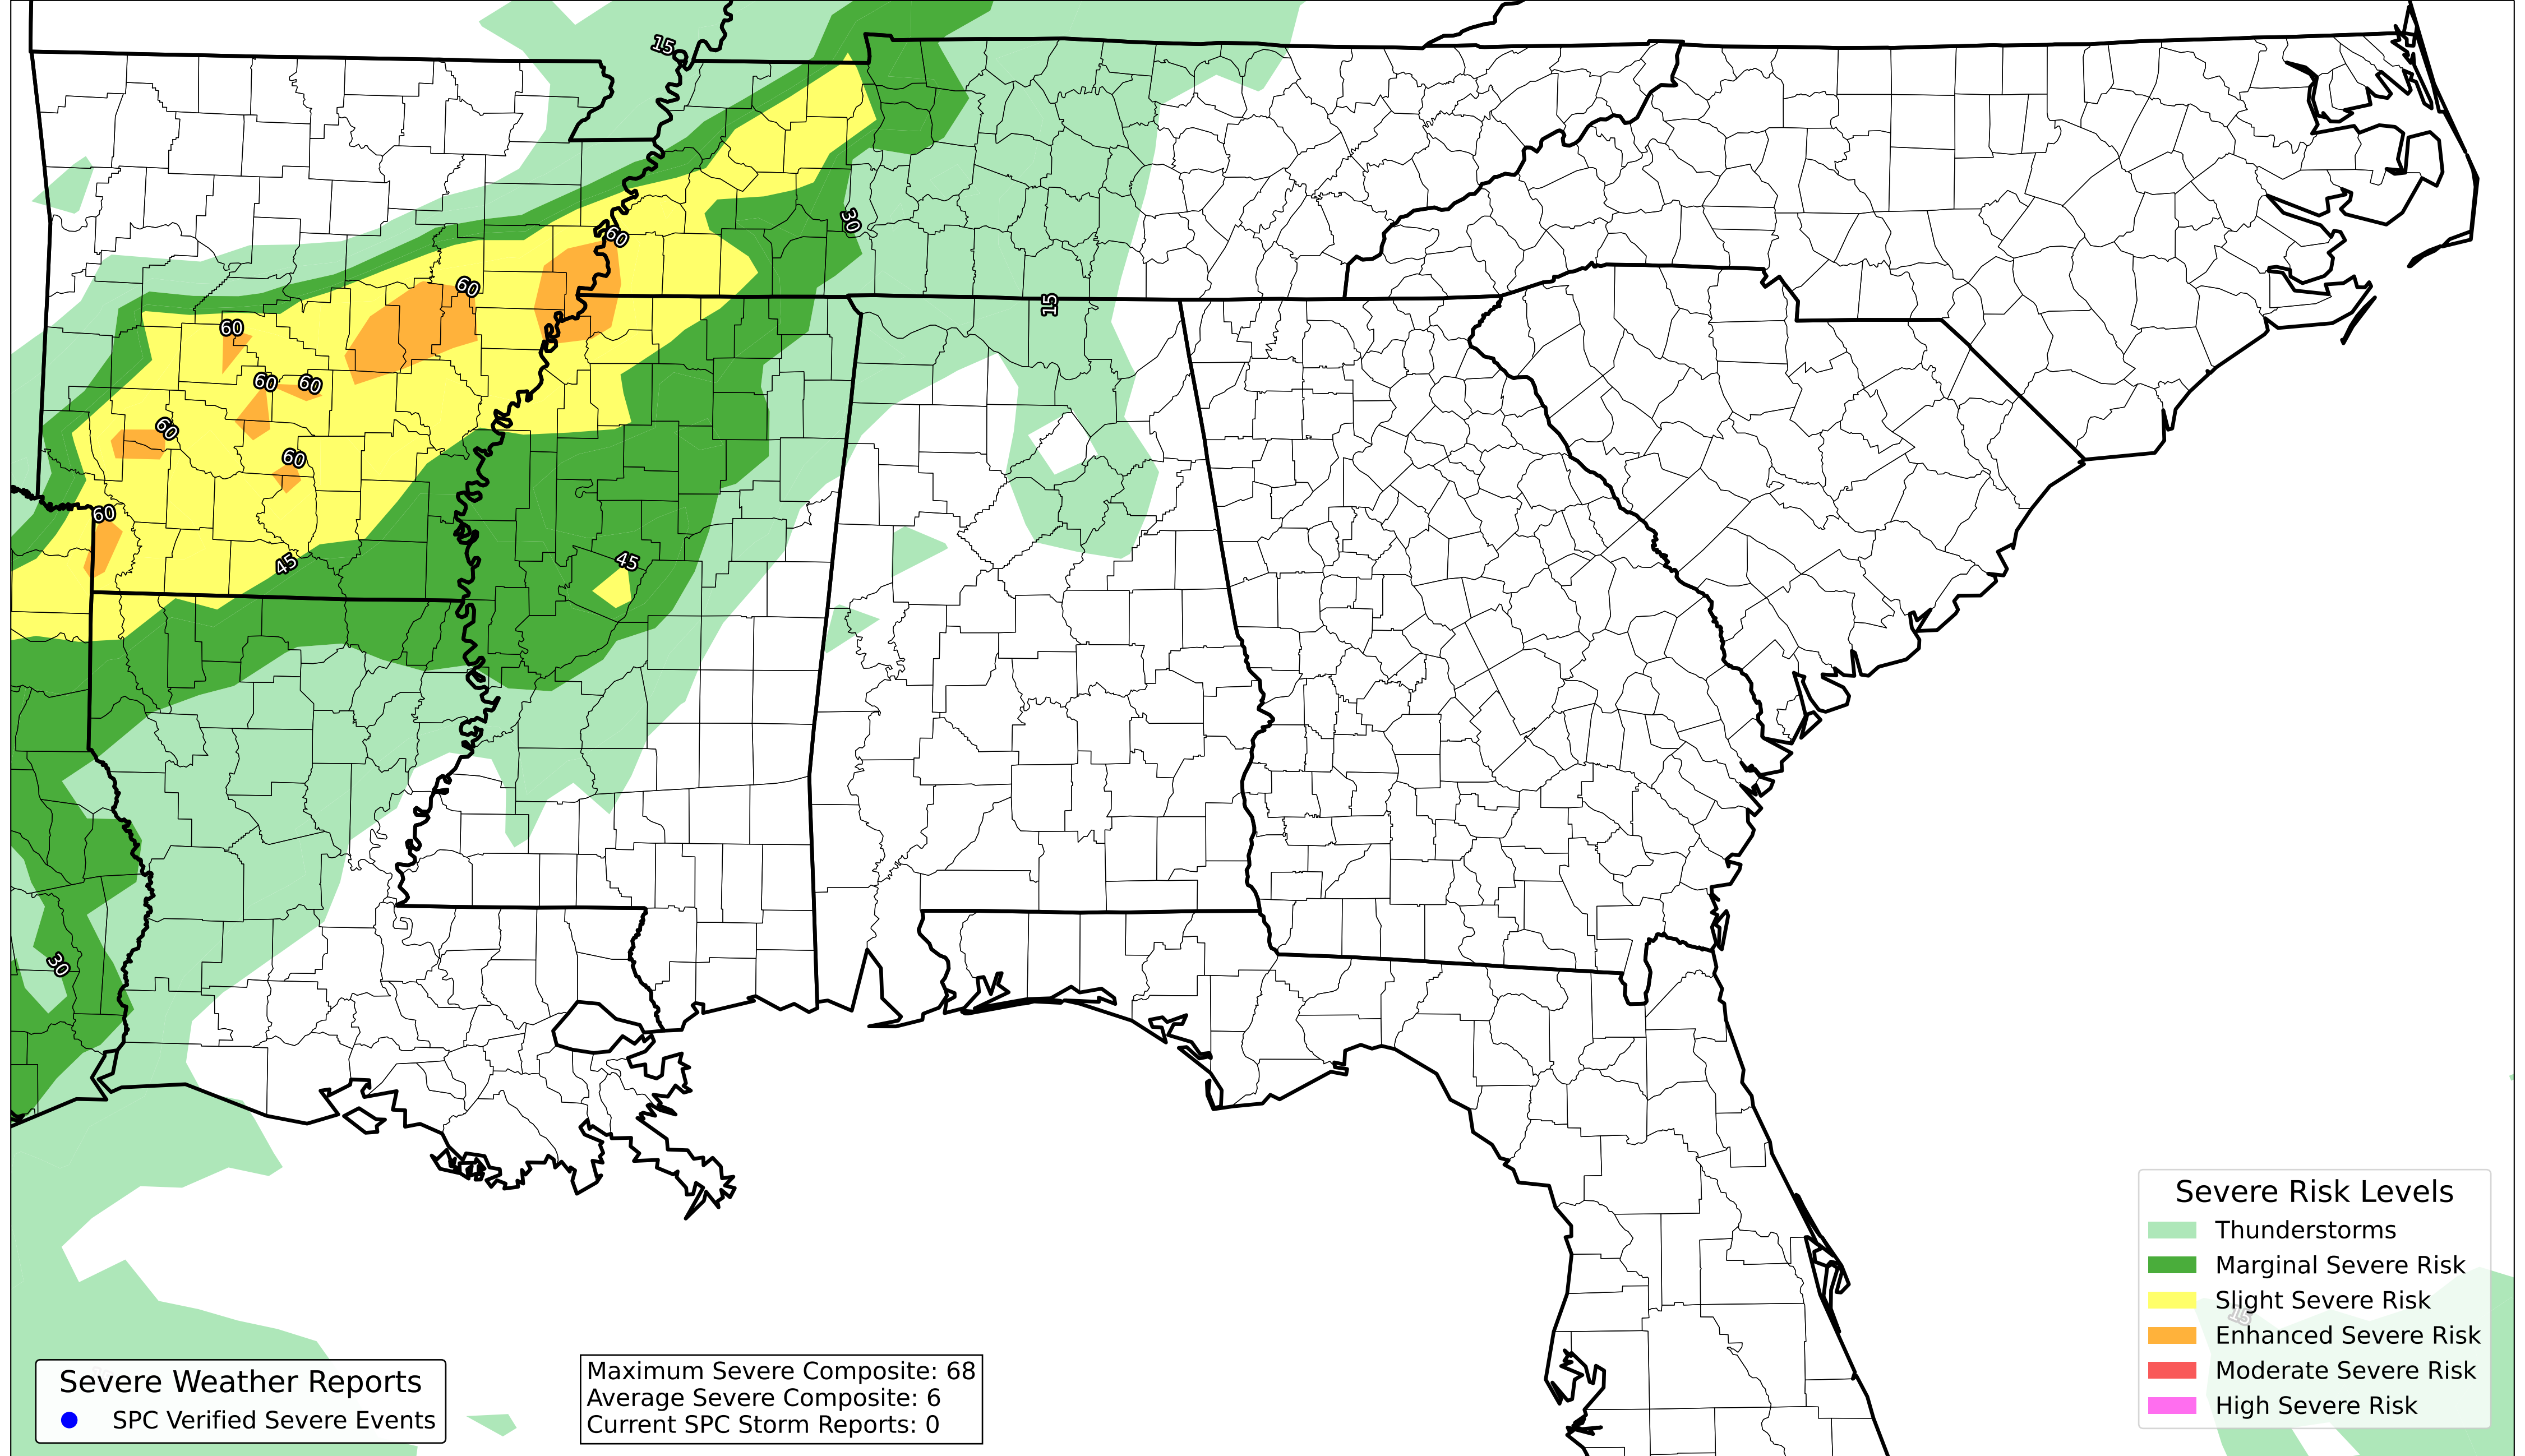 15
60
30
60
15
60
60
60
60
60
60
45
45
30
Severe Risk Levels
Thunderstorms
Marginal Severe Risk
15
Slight Severe Risk
Enhanced Severe Risk
Moderate Severe Risk
High Severe Risk
Severe Weather Reports
SPC Verified Severe Events
Maximum Severe Composite: 68
Average Severe Composite: 6
Current SPC Storm Reports: 0